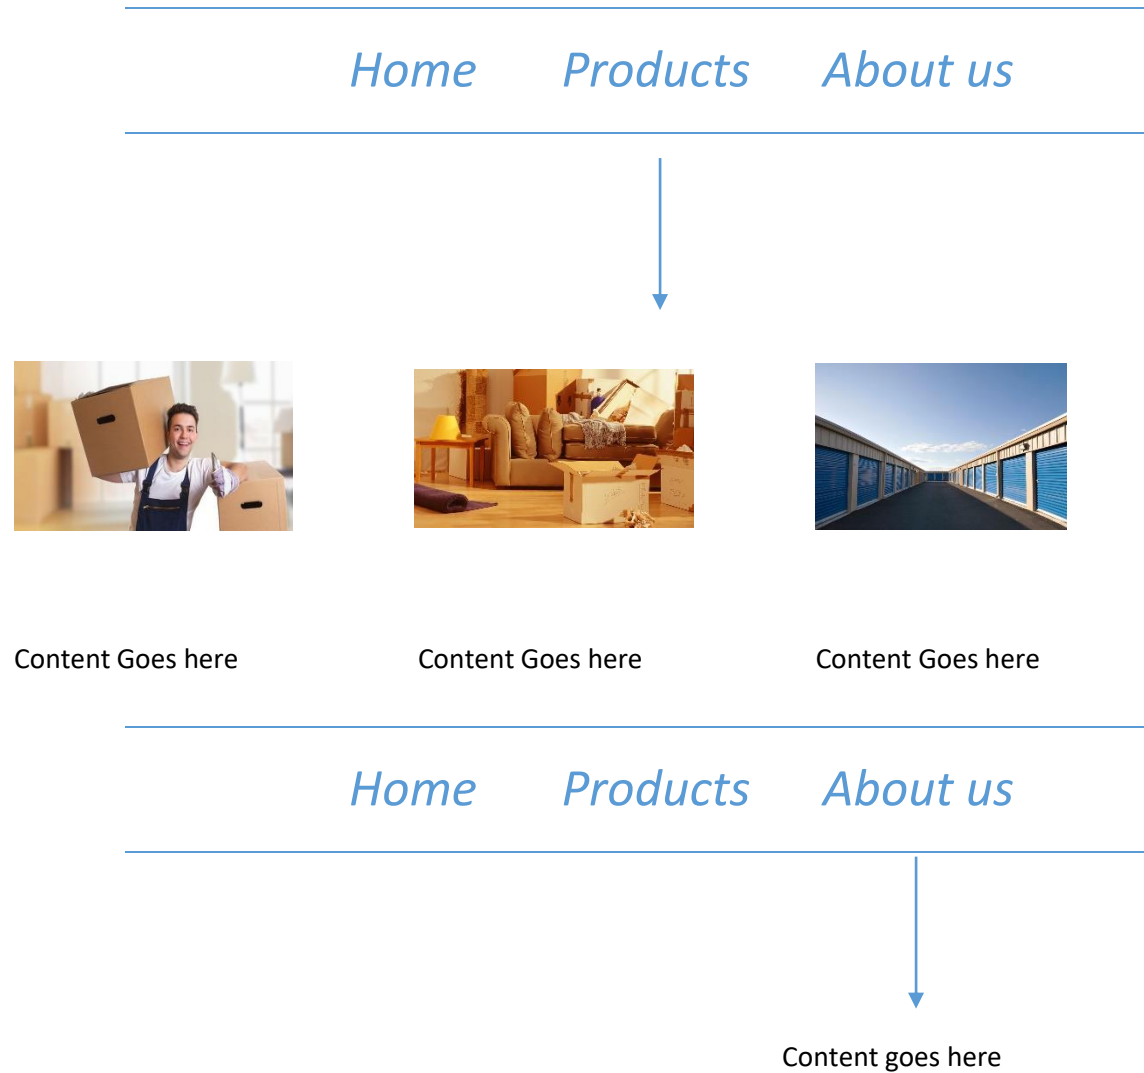 Home Products About us
Content Goes here Content Goes here Content Goes here
Home Products About us
Content goes here